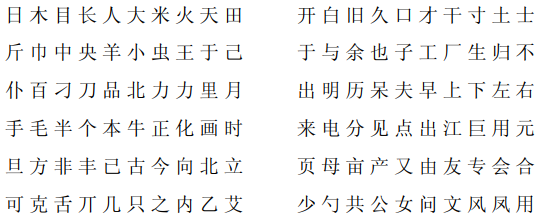 日木目长人大米火天田 开白旧久口才干寸土士
斤巾中央羊小虫王于己 于与余也子工厂生归不
仆百刁刀品北力力里月 出明历呆夫早上下左右
手毛半个本牛正化画时 来电分见点出江巨用元
旦方非丰己古今向北立 页母亩产又由友专会合
可克舌丌几只之内乙艾 少勺共公女问文风凤用